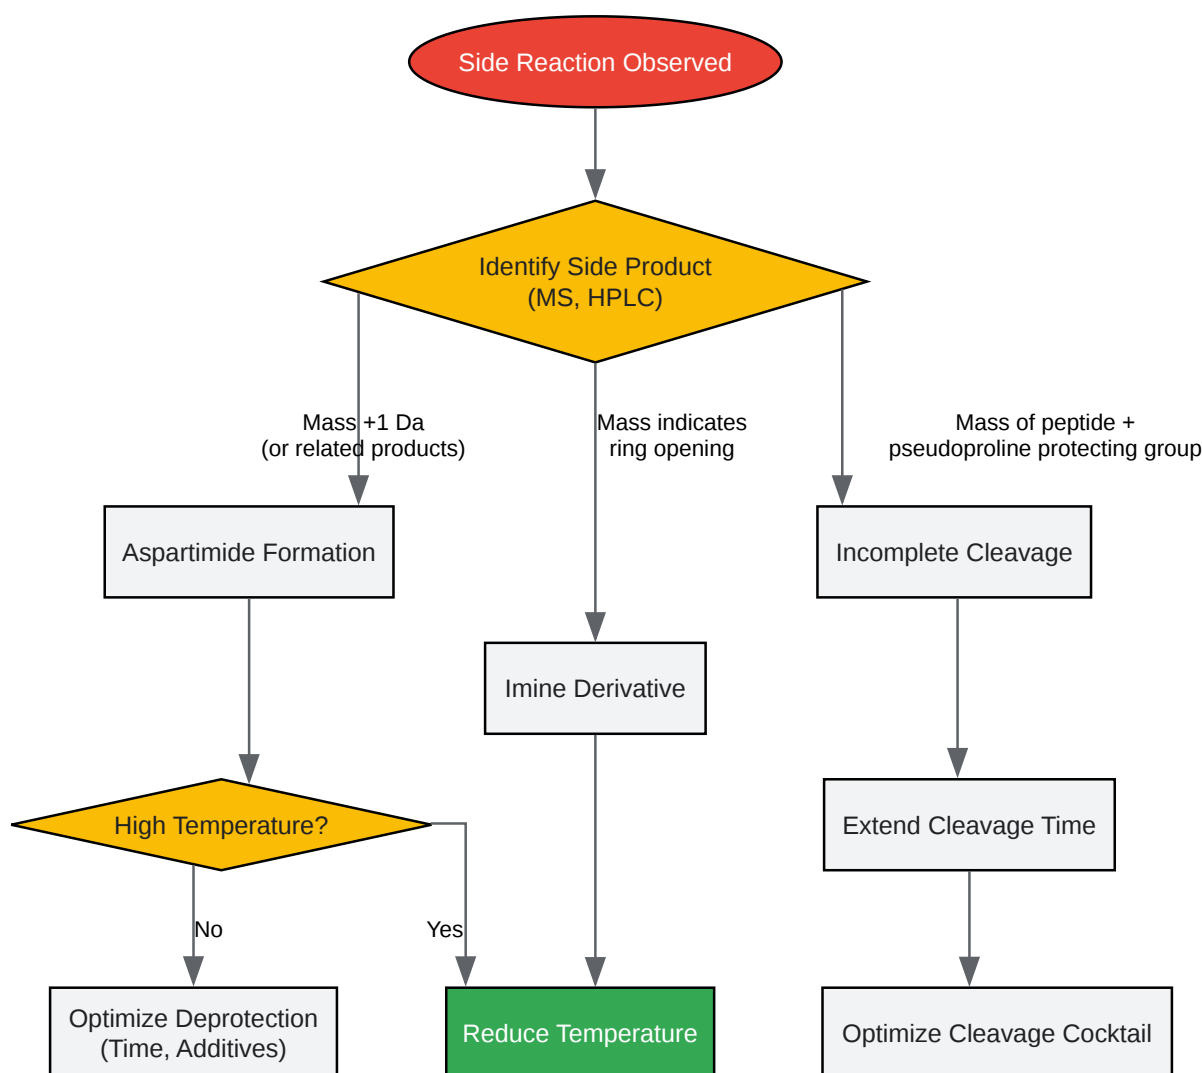 Side Reaction Observed
Identify Side Product
(MS, HPLC)
Mass +1 Da
(or related products)
Mass indicates
ring opening
Mass of peptide +
pseudoproline protecting group
Aspartimide Formation
Incomplete Cleavage
Imine Derivative
High Temperature?
Extend Cleavage Time
No
Yes
Optimize Deprotection
(Time, Additives)
Reduce Temperature
Optimize Cleavage Cocktail